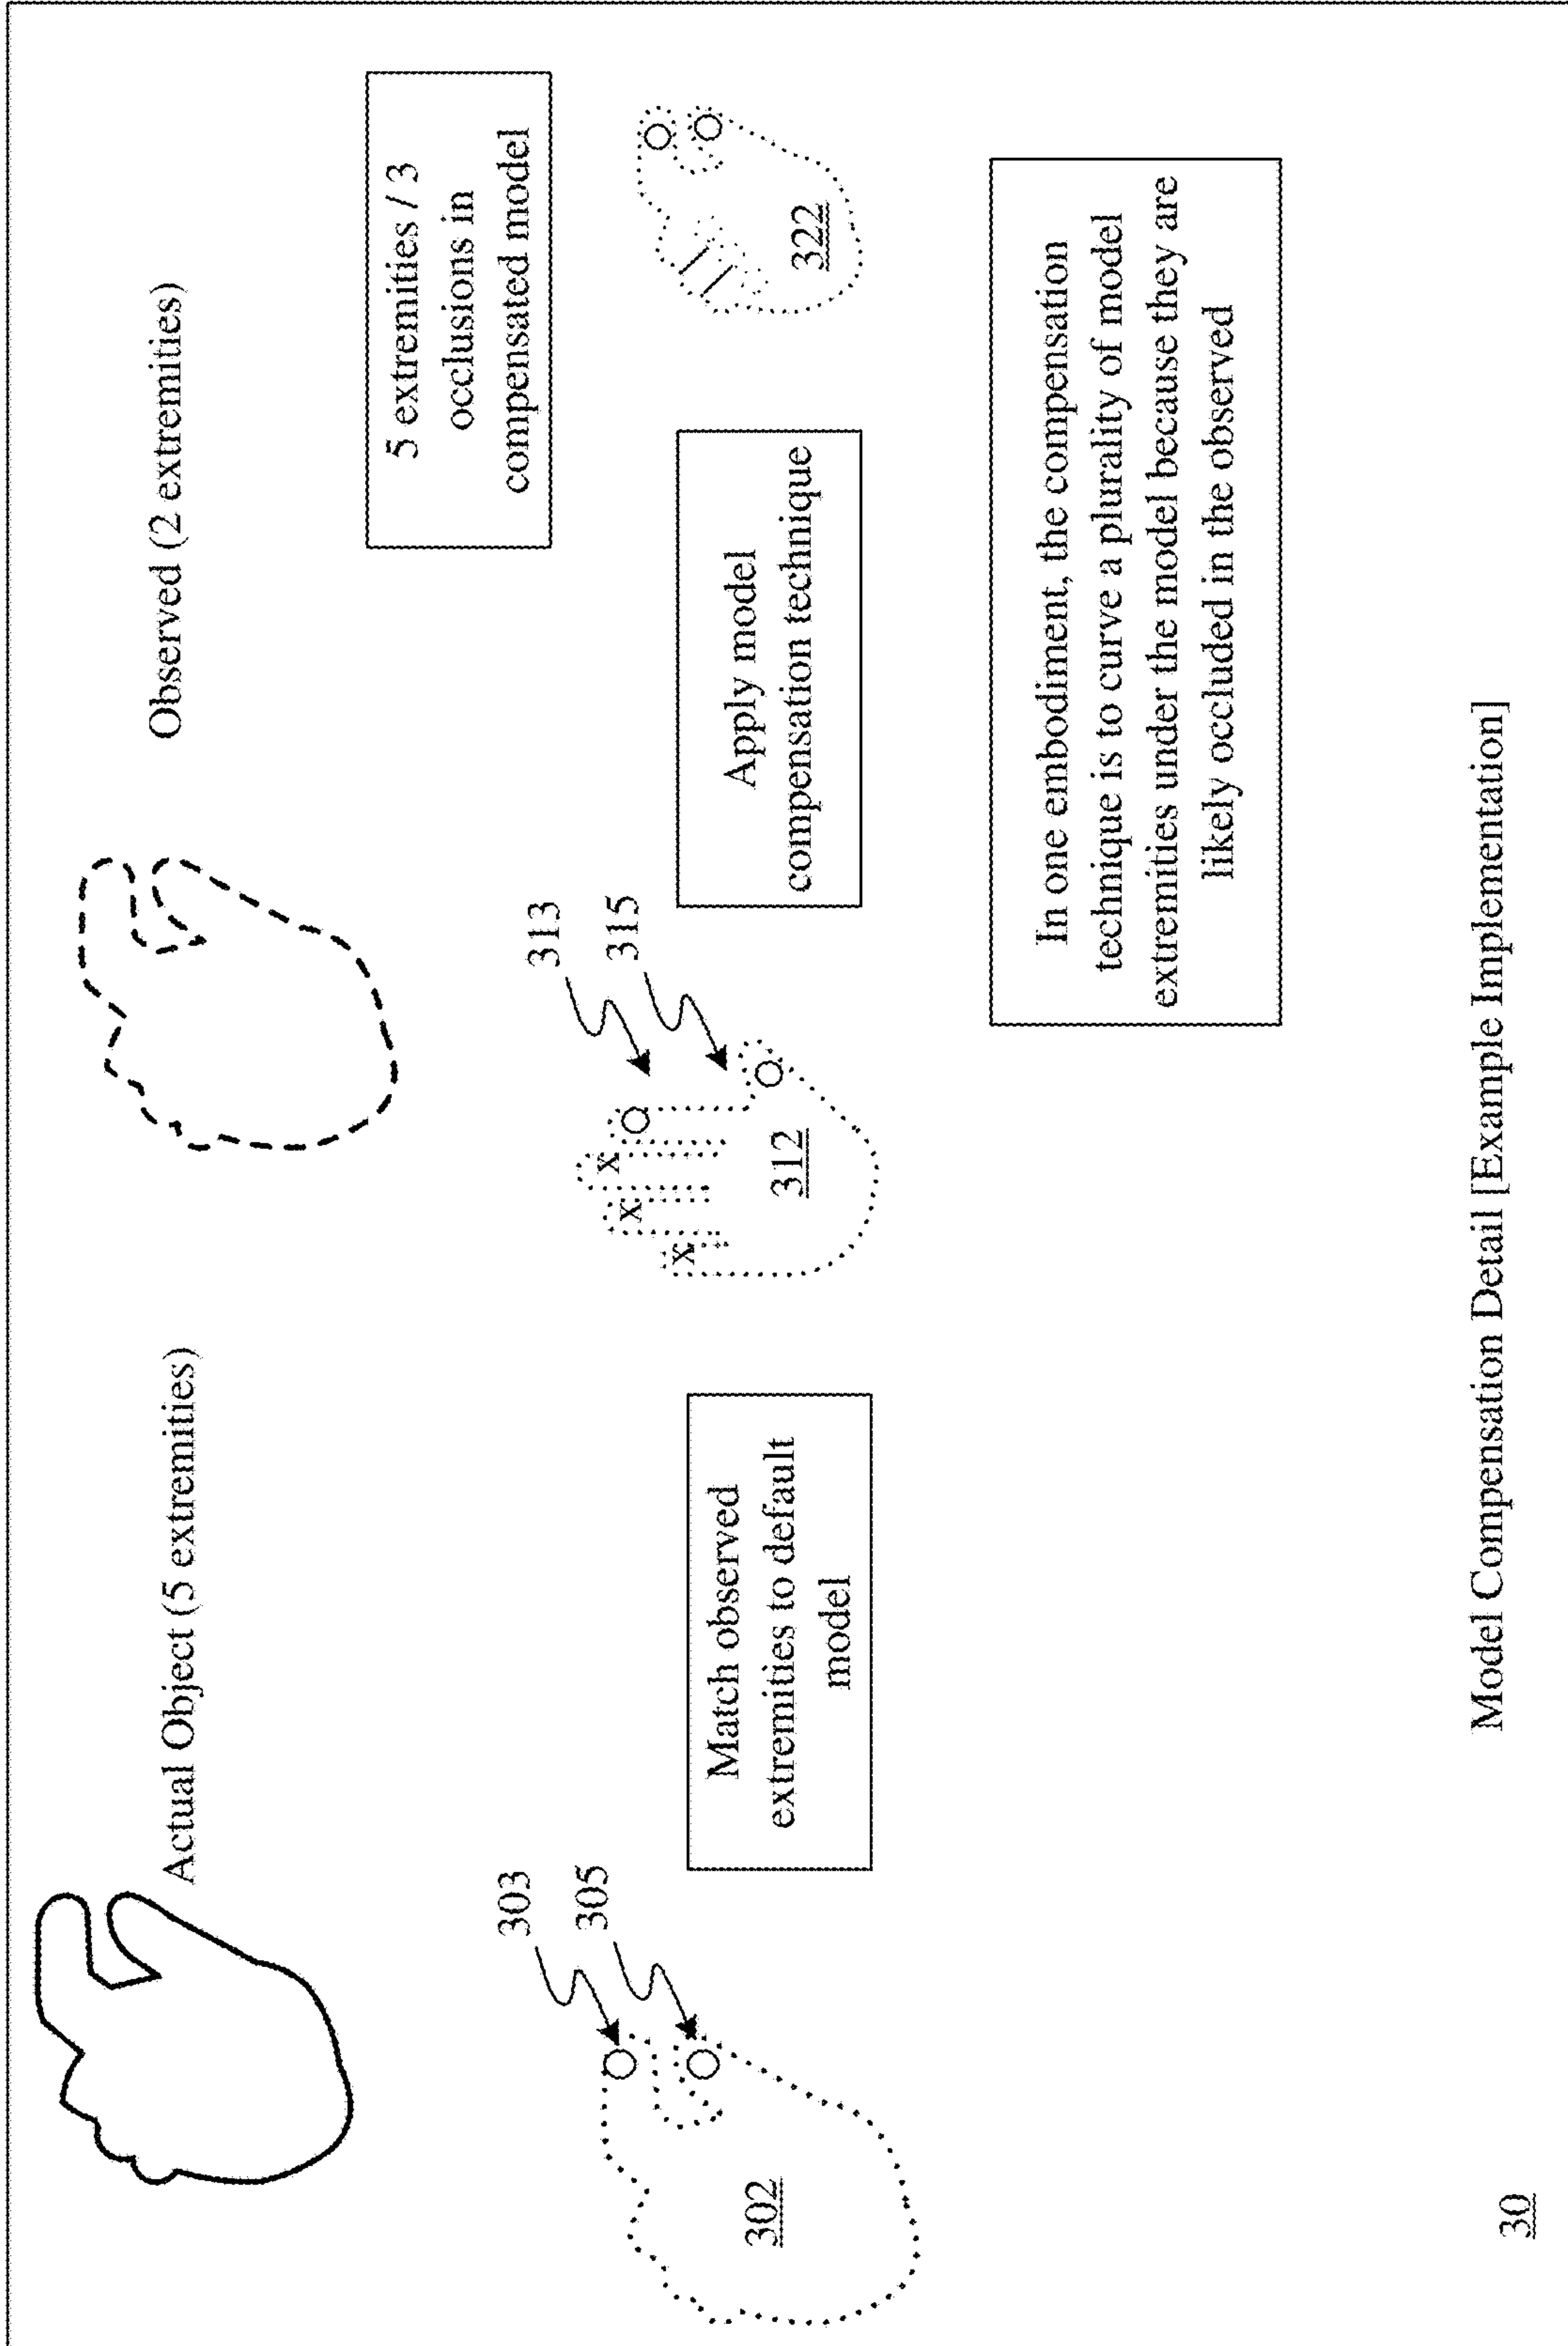 Actual Object (5 extremities)
Observed (2 extremities)
5 extremities / 3
occlusions in
compensated model
303
305
302
Match observed
extremities to default
model
313
315
x
x
x
312
Apply model
compensation technique
322
In one embodiment, the compensation
technique is to curve a plurality of model
extremities under the model because they are
likely occluded in the observed
Model Compensation Detail [Example Implementation]
30